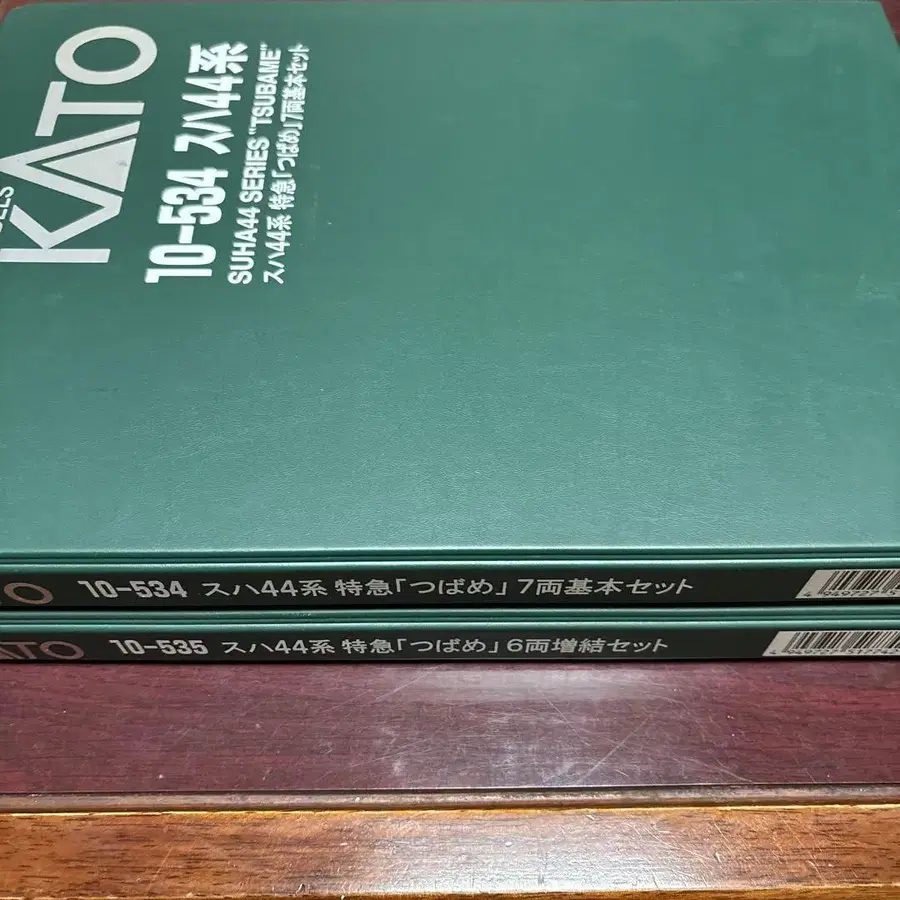 KATO
10-534 スハ44系
SUHA44 SERIES "TSUBAME"
スハ44系 特急「つばめ」7両基本セット
10-534 スハ44系 特急「つばめ」7両基本セット
10-535 スハ44系 特急「つばめ」6両増結セット